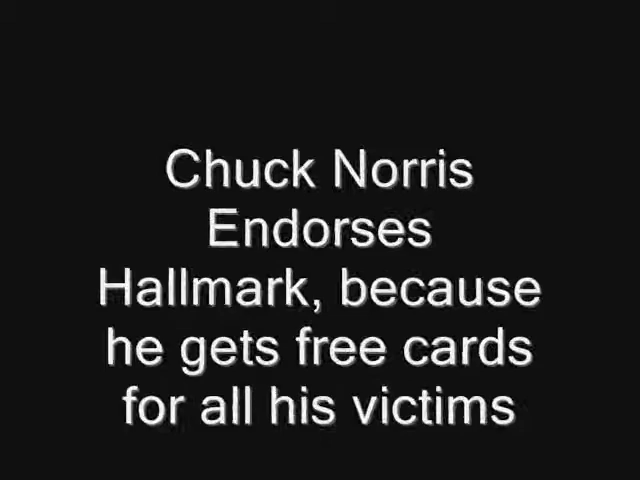 Chuck Norris
Endorses
Hallmark, because
he gets free cards
for all his victims